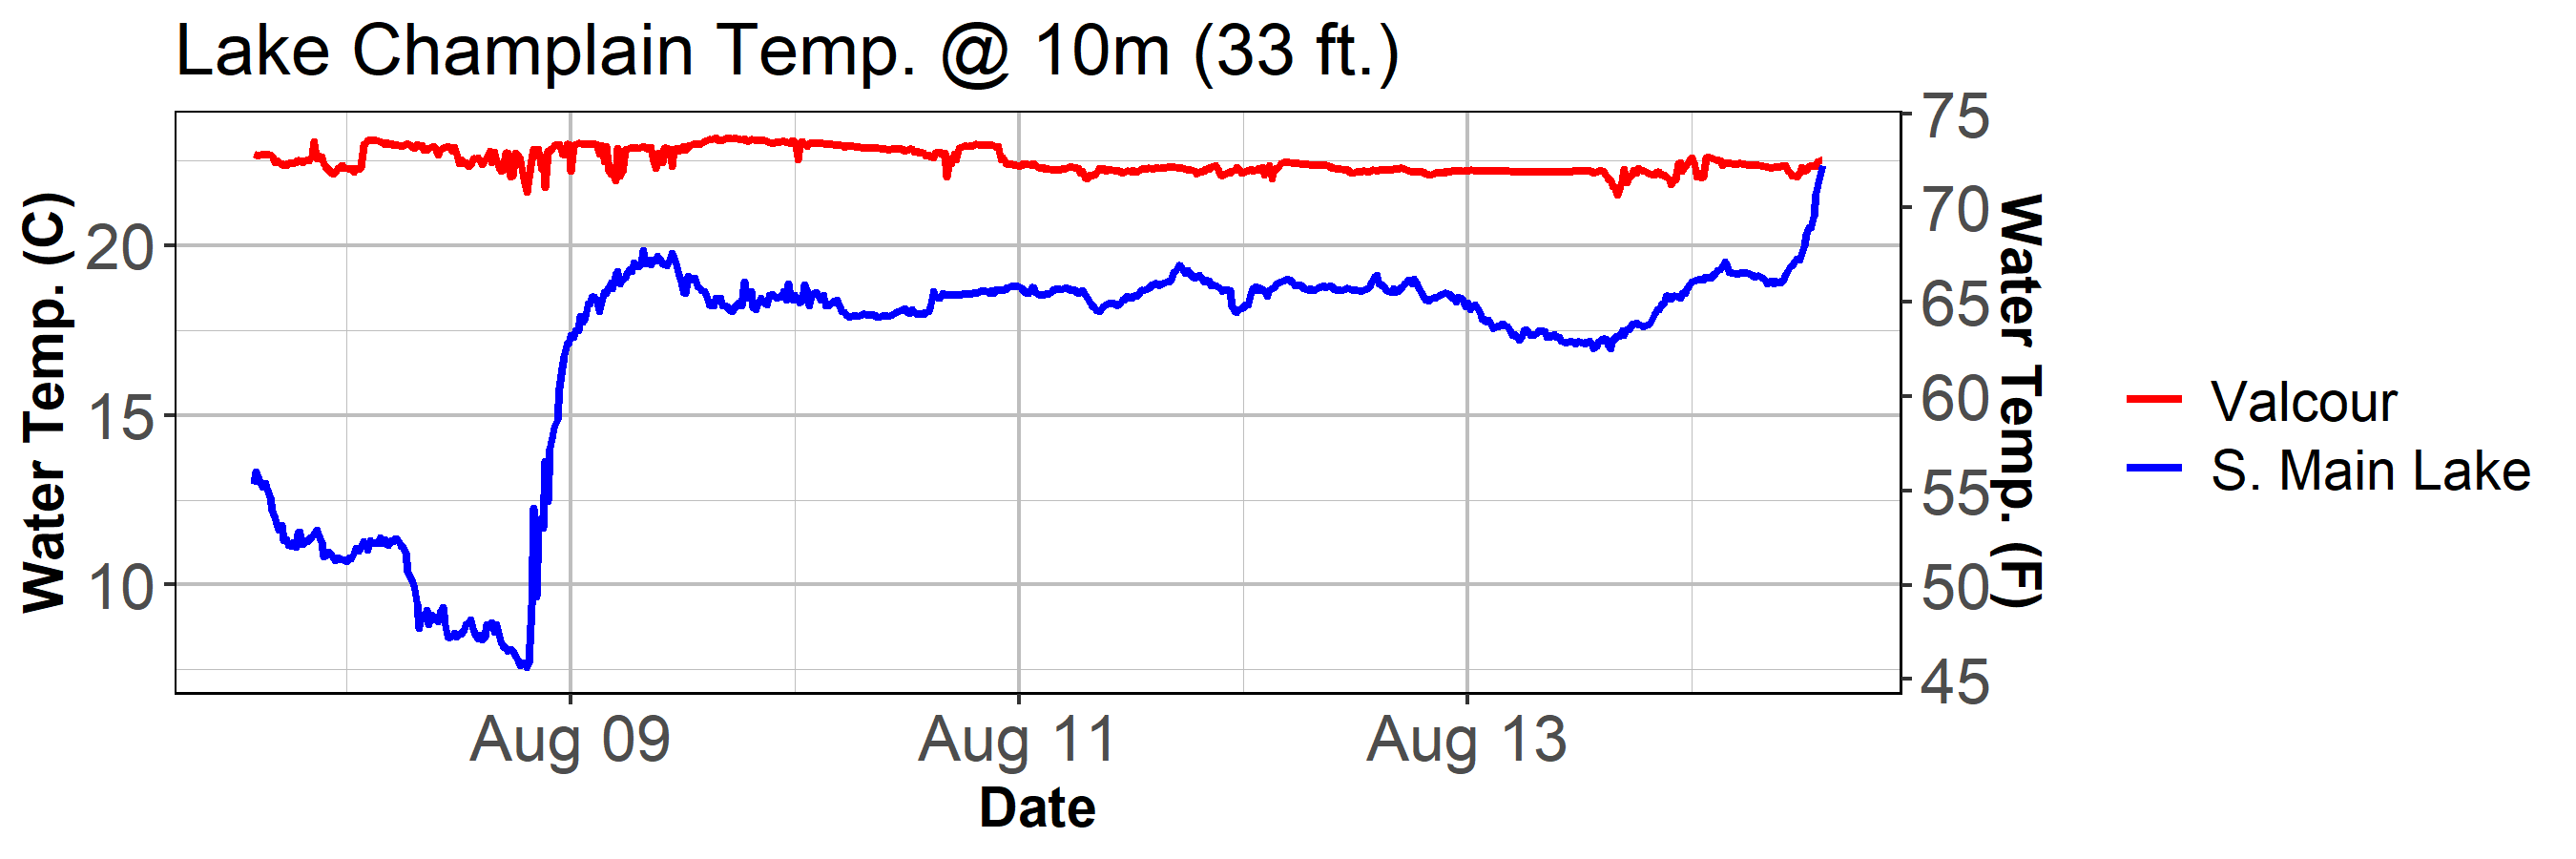 Lake Champlain Temp. @ 10m (33 ft.)
Water Temp. (C)
20
15
10
75
70
65
60
55
50
45
Water Temp. (F)
Aug 09
Aug 11
Aug 13
Date
Valcour
S. Main Lake